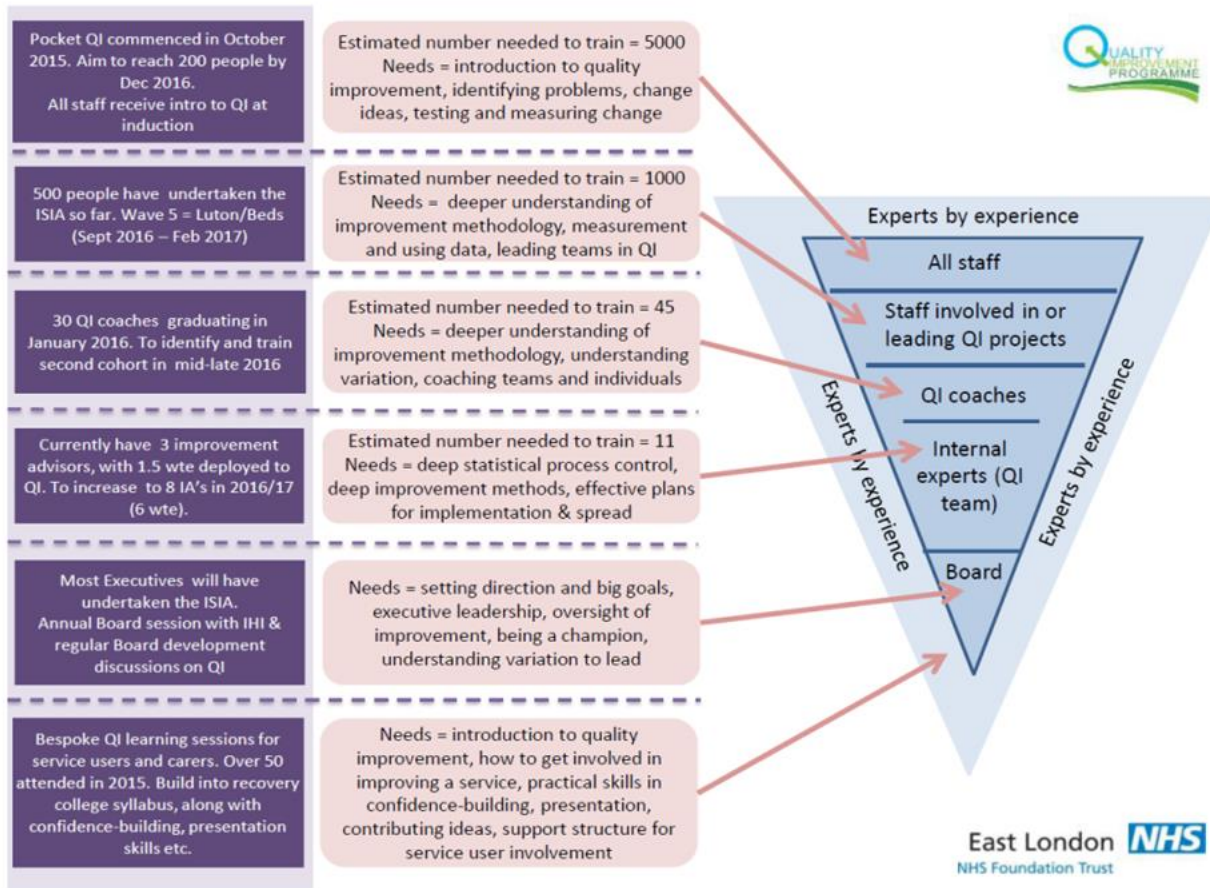 Pocket QI commenced in October
2015. Aim to reach 200 people by
Dec 2016.
All staff receive intro to QI at
induction
Estimated number needed to train = 5000
Needs = introduction to quality
improvement, identifying problems, change
ideas, testing and measuring change
QUALITY
IMPROVEMENT
PROGRAMME
500 people have undertaken the
ISIA so far. Wave 5 = Luton/Beds
(Sept 2016 – Feb 2017)
Estimated number needed to train = 1000
Needs = deeper understanding of
improvement methodology, measurement
and using data, leading teams in QI
30 QI coaches graduating in
January 2016. To identify and train
second cohort in mid-late 2016
Estimated number needed to train = 45
Needs = deeper understanding of
improvement methodology, understanding
variation, coaching teams and individuals
Currently have 3 improvement
advisors, with 1.5 wte deployed to
QI. To increase to 8 IA's in 2016/17
(6 wte).
Estimated number needed to train = 11
Needs = deep statistical process control,
deep improvement methods, effective plans
for implementation & spread
Most Executives will have
undertaken the ISIA.
Annual Board session with IHI &
regular Board development
discussions on QI
Needs = setting direction and big goals,
executive leadership, oversight of
improvement, being a champion,
understanding variation to lead
Bespoke QI learning sessions for
service users and carers. Over 50
attended in 2015. Build into recovery
college syllabus, along with
confidence-building, presentation
skills etc.
Needs = introduction to quality
improvement, how to get involved in
improving a service, practical skills in
confidence-building, presentation,
contributing ideas, support structure for
service user involvement
Experts by experience
All staff
Staff involved in or
leading QI projects
QI coaches
Internal
experts (QI
team)
Board
Experts by experience
Experts by experience
East London NHS
NHS Foundation Trust